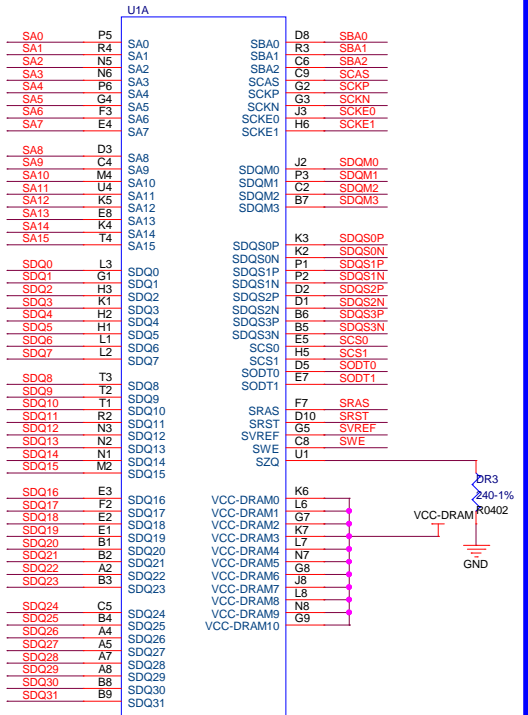 U1A
SA0 P5 SA0 SBA0 D8 SBA0
SA1 R4 SA1 SBA1 R3 SBA1
SA2 N5 SA2 SBA2 C6 SBA2
SA3 N6 SA3 SCAS C9 SCAS
SA4 P6 SA4 SCKP G2 SCKP
SA5 G4 SA5 SCKN G3 SCKN
SA6 F3 SA6 SCKE0 J3 SCKE0
SA7 E4 SA7 SCKE1 H6 SCKE1
SA8 D3 SA8
SA9 C4 SA9 SDQM0 J2 SDQM0
SA10 M4 SA10 SDQM1 P3 SDQM1
SA11 U4 SA11 SDQM2 C2 SDQM2
SA12 K5 SA12 SDQM3 B7 SDQM3
SA13 E8 SA13
SA14 K4 SA14
SA15 T4 SA15 SDQS0P K3 SDQS0P
SDQS0N K2 SDQS0N
SDQ0 L3 SDQ0 SDQS1P P1 SDQS1P
SDQ1 G1 SDQ1 SDQS1N P2 SDQS1N
SDQ2 H3 SDQ2 SDQS2P D2 SDQS2P
SDQ3 K1 SDQ3 SDQS2N D1 SDQS2N
SDQ4 H2 SDQ4 SDQS3P B6 SDQS3P
SDQ5 H1 SDQ5 SDQS3N B5 SDQS3N
SDQ6 L1 SDQ6 SCS0 E5 SCS0
SDQ7 L2 SDQ7 SCS1 H5 SCS1
SODT0 D5 SODT0
SDQ8 T3 SDQ8 SODT1 E7 SODT1
SDQ9 T2 SDQ9
SDQ10 T1 SDQ10 SRAS F7 SRAS
SDQ11 R2 SDQ11 SRST D10 SRST
SDQ12 N3 SDQ12 SVREF G5 SVREF
SDQ13 N2 SDQ13 SWE C8 SWE
SDQ14 N1 SDQ14 SZQ U1
SDQ15 M2 SDQ15
DR3
240-1%
R0402
GND
SDQ16 E3 SDQ16 VCC-DRAM0 K6
SDQ17 F2 SDQ17 VCC-DRAM1 L6
SDQ18 E2 SDQ18 VCC-DRAM2 G7 VCC-DRAM
SDQ19 E1 SDQ19 VCC-DRAM3 K7
SDQ20 B1 SDQ20 VCC-DRAM4 L7
SDQ21 B2 SDQ21 VCC-DRAM5 N7
SDQ22 A2 SDQ22 VCC-DRAM6 G8
SDQ23 B3 SDQ23 VCC-DRAM7 J8
VCC-DRAM8 L8
SDQ24 C5 SDQ24 VCC-DRAM9 N8
SDQ25 B4 SDQ25 VCC-DRAM10 G9
SDQ26 A4 SDQ26
SDQ27 A5 SDQ27
SDQ28 A7 SDQ28
SDQ29 A8 SDQ29
SDQ30 B8 SDQ30
SDQ31 B9 SDQ31